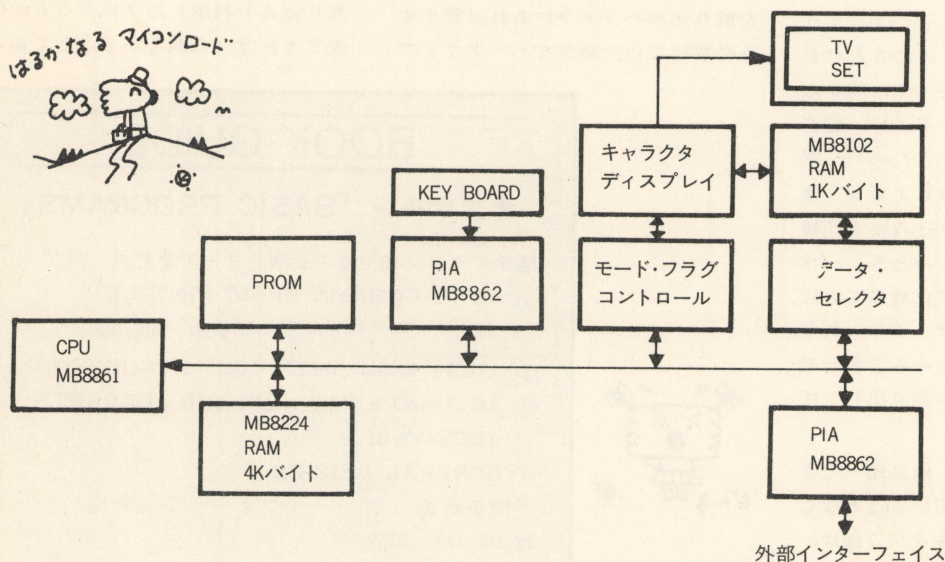 はるかなる マイコンロード
TV
SET
キャラクタ
ディスプレイ
MB8102
RAM
1Kバイト
KEY BOARD
PROM
PIA
MB8862
モード・フラグ
コントロール
データ・
セレクタ
CPU
MB8861
MB8224
RAM
4Kバイト
PIA
MB8862
外部インターフェイス
BOOK
BASIC PROGRAMS